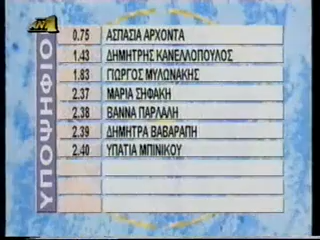 ΥΠΟΨΗΦΙΟ
0.75 ΑΣΠΑΣΙΑ ΑΡΧΟΝΤΑ
1.43 ΔΗΜΗΤΡΗΣ ΚΑΝΕΛΛΟΠΟΥΛΟΣ
1.83 ΓΙΩΡΓΟΣ ΜΥΛΩΝΑΚΗΣ
2.37 ΜΑΡΙΑ ΣΗΦΑΚΗ
2.38 ΒΑΝΝΑ ΠΑΡΛΑΛΗ
2.39 ΔΗΜΗΤΡΑ ΒΑΒΑΡΑΠΗ
2.40 ΥΠΑΤΙΑ ΜΠΙΝΙΚΟΥ